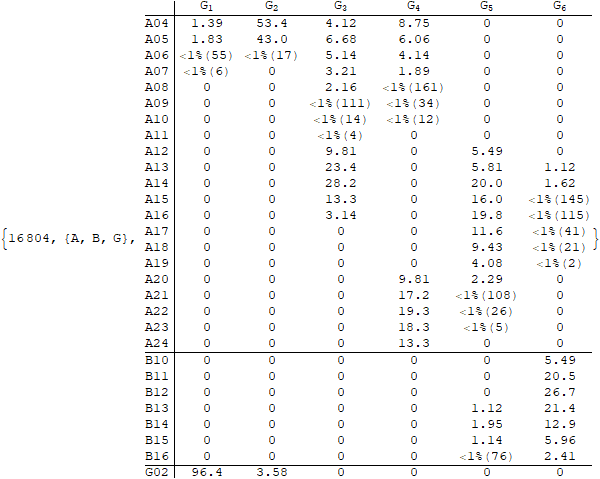 G1 G2 G3 G4 G5 G6
A04 1.39 53.4 4.12 8.75 0 0
A05 1.83 43.0 6.68 6.06 0 0
A06 <1%(55) <1%(17) 5.14 4.14 0 0
A07 <1%(6) 0 3.21 1.89 0 0
A08 0 0 2.16 <1%(161) 0 0
A09 0 0 <1%(111) <1%(34) 0 0
A10 0 0 <1%(14) <1%(12) 0 0
A11 0 0 <1%(4) 0 0 0
A12 0 0 9.81 0 5.49 0
A13 0 0 23.4 0 5.81 1.12
A14 0 0 28.2 0 20.0 1.62
A15 0 0 13.3 0 16.0 <1%(145)
A16 0 0 3.14 0 19.8 <1%(115)
{16804, {A, B, G}, A17 0 0 0 0 11.6 <1%(41) }
A18 0 0 0 0 9.43 <1%(21)
A19 0 0 0 0 4.08 <1%(2)
A20 0 0 0 9.81 2.29 0
A21 0 0 0 17.2 <1%(108) 0
A22 0 0 0 19.3 <1%(26) 0
A23 0 0 0 18.3 <1%(5) 0
A24 0 0 0 13.3 0 0
B10 0 0 0 0 0 5.49
B11 0 0 0 0 0 20.5
B12 0 0 0 0 0 26.7
B13 0 0 0 0 1.12 21.4
B14 0 0 0 0 1.95 12.9
B15 0 0 0 0 1.14 5.96
B16 0 0 0 0 <1%(76) 2.41
G02 96.4 3.58 0 0 0 0